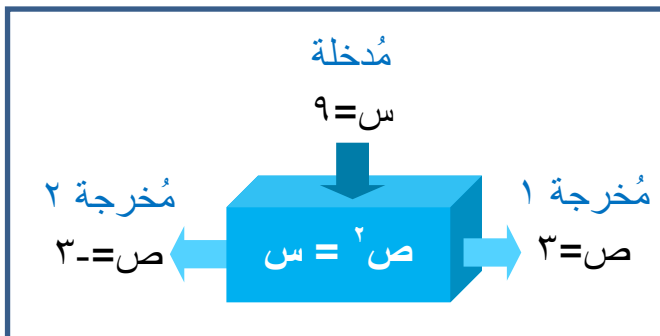 مُدخلة
س=٩
مُخرجة ١
ص=٣
ص٢ = س
مُخرجة ٢
ص=-٣